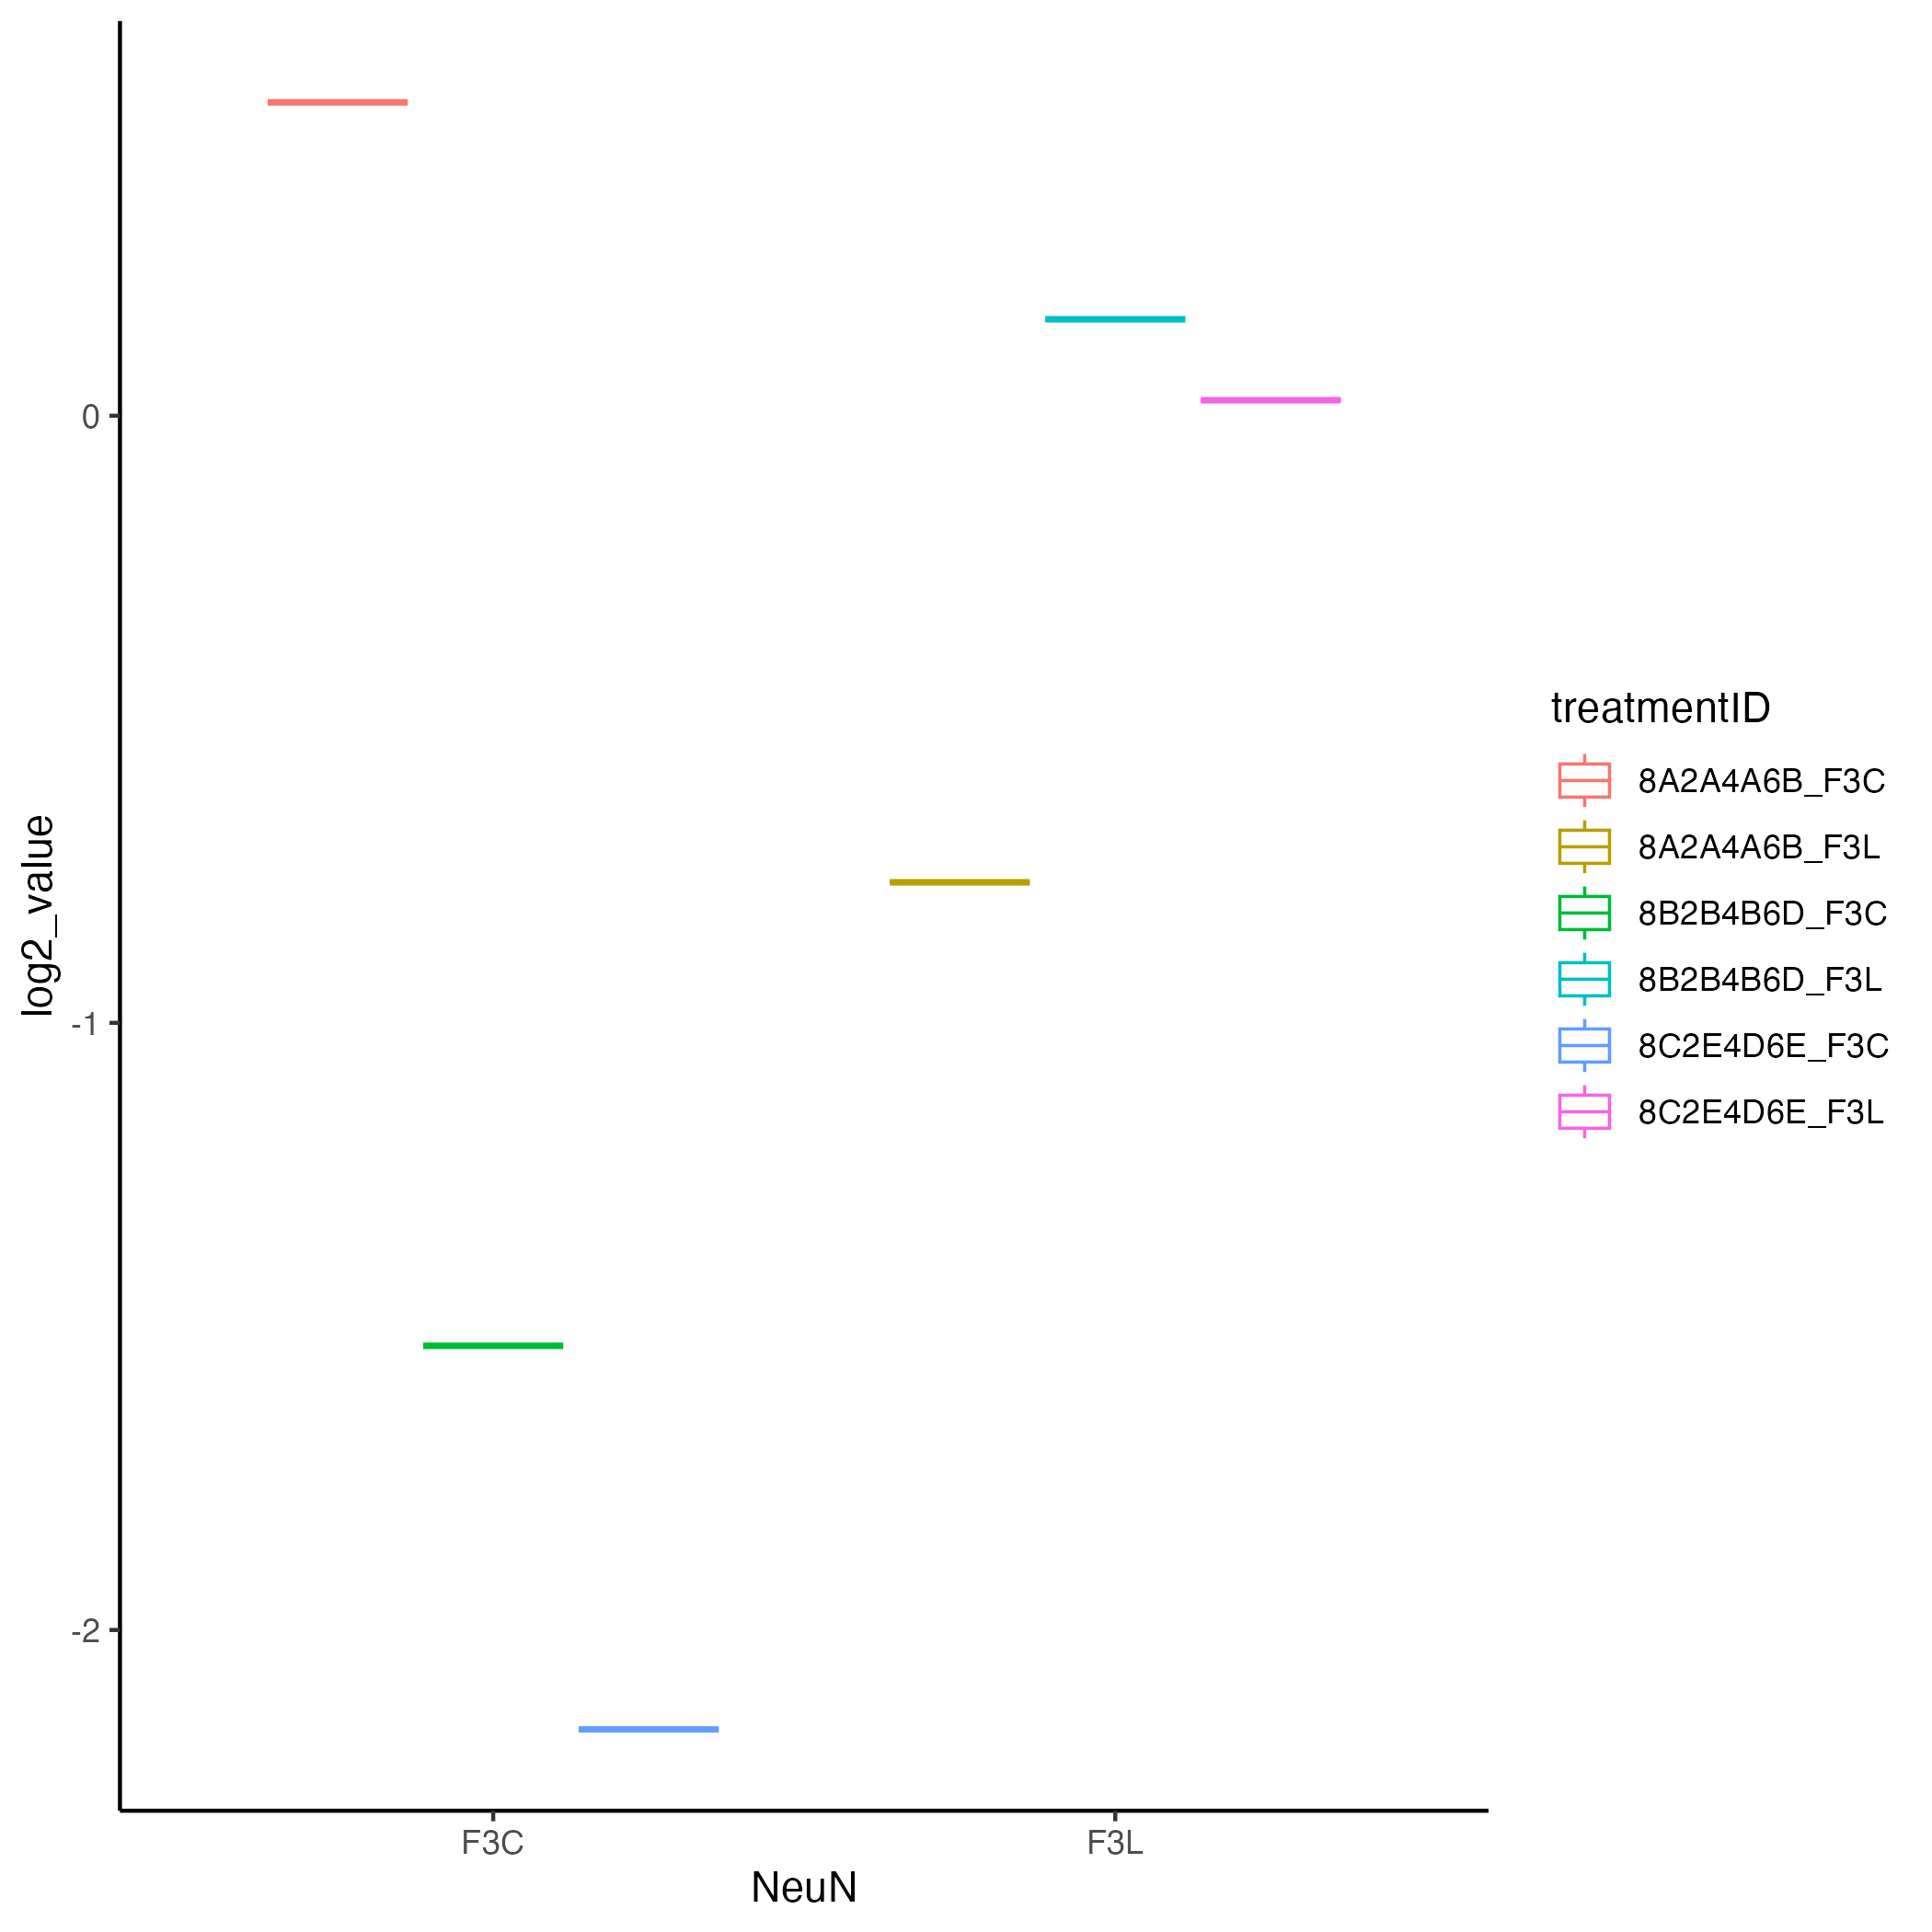 log2_value
0
-1
-2
F3C
F3L
NeuN
treatmentID
8A2A4A6B_F3C
8A2A4A6B_F3L
8B2B4B6D_F3C
8B2B4B6D_F3L
8C2E4D6E_F3C
8C2E4D6E_F3L